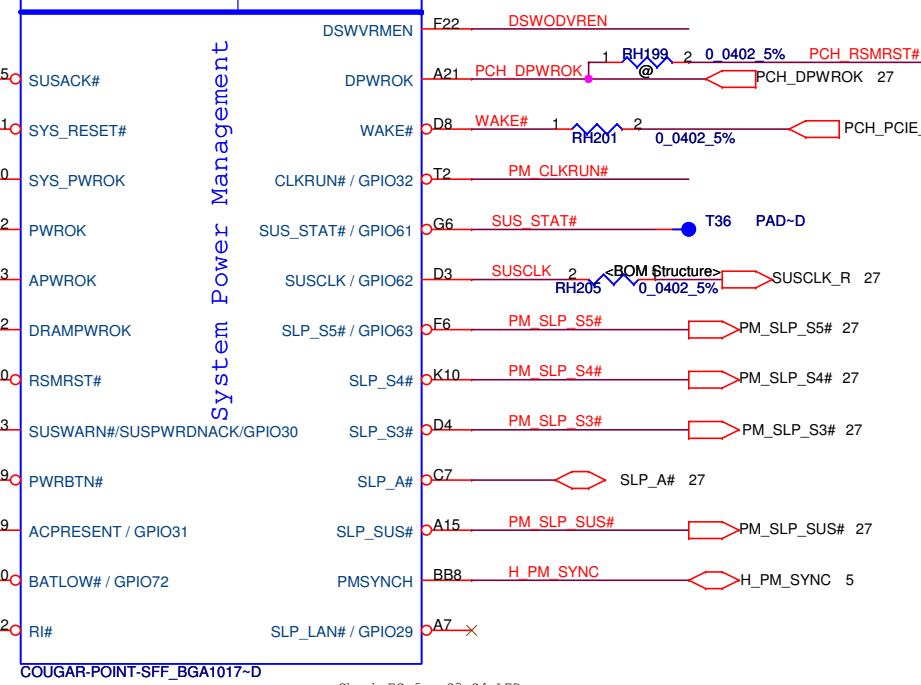 DSWVRMEN F22 DSWODVREN
1 RH199 2 0_0402_5% PCH_RSMRST#
@
5 SUSACK# DPWROK A21 PCH_DPWROK PCH_DPWROK 27
1 SYS_RESET# WAKE# D8 WAKE# 1 2 PCH_PCIE_
RH201 0_0402_5%
0 SYS_PWROK CLKRUN# / GPIO32 T2 PM_CLKRUN#
2 PWROK SUS_STAT# / GPIO61 G6 SUS_STAT# T36 PAD~D
3 APWROK SUSCLK / GPIO62 D3 SUSCLK 2 <BOM Structure> SUSCLK_R 27
RH205 0_0402_5%
2 DRAMPWROK SLP_S5# / GPIO63 F6 PM_SLP_S5# PM_SLP_S5# 27
0 RSMRST# SLP_S4# K10 PM_SLP_S4# PM_SLP_S4# 27
3 SUSWARN#/SUSPWRDNACK/GPIO30 SLP_S3# D4 PM_SLP_S3# PM_SLP_S3# 27
9 PWRBTN# SLP_A# C7 SLP_A# 27
9 ACPRESENT / GPIO31 SLP_SUS# A15 PM_SLP_SUS# PM_SLP_SUS# 27
0 BATLOW# / GPIO72 PMSYNCH BB8 H_PM_SYNC H_PM_SYNC 5
2 RI# SLP_LAN# / GPIO29 A7
System Power Management
COUGAR-POINT-SFF_BGA1017~D